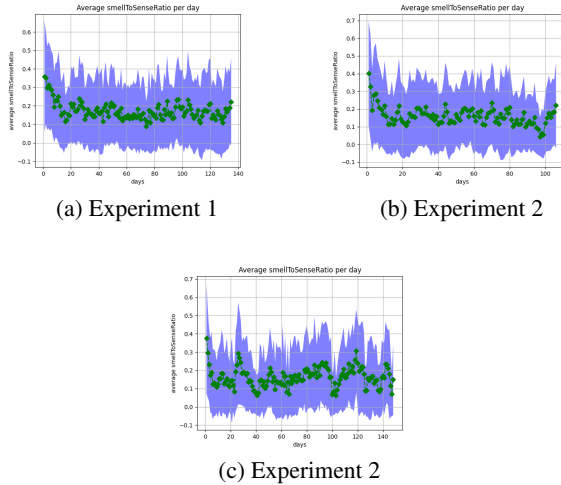 Average smellToSenseRatio per day
average smellToSenseRatio
0.6
0.5
0.4
0.3
0.2
0.1
0.0
−0.1
0 20 40 60 80 100 120 140
days
(a) Experiment 1
Average smellToSenseRatio per day
average smellToSenseRatio
0.7
0.6
0.5
0.4
0.3
0.2
0.1
0.0
−0.1
0 20 40 60 80 100
days
(b) Experiment 2
Average smellToSenseRatio per day
average smellToSenseRatio
0.7
0.6
0.5
0.4
0.3
0.2
0.1
0.0
−0.1
0 20 40 60 80 100 120 140
days
(c) Experiment 2